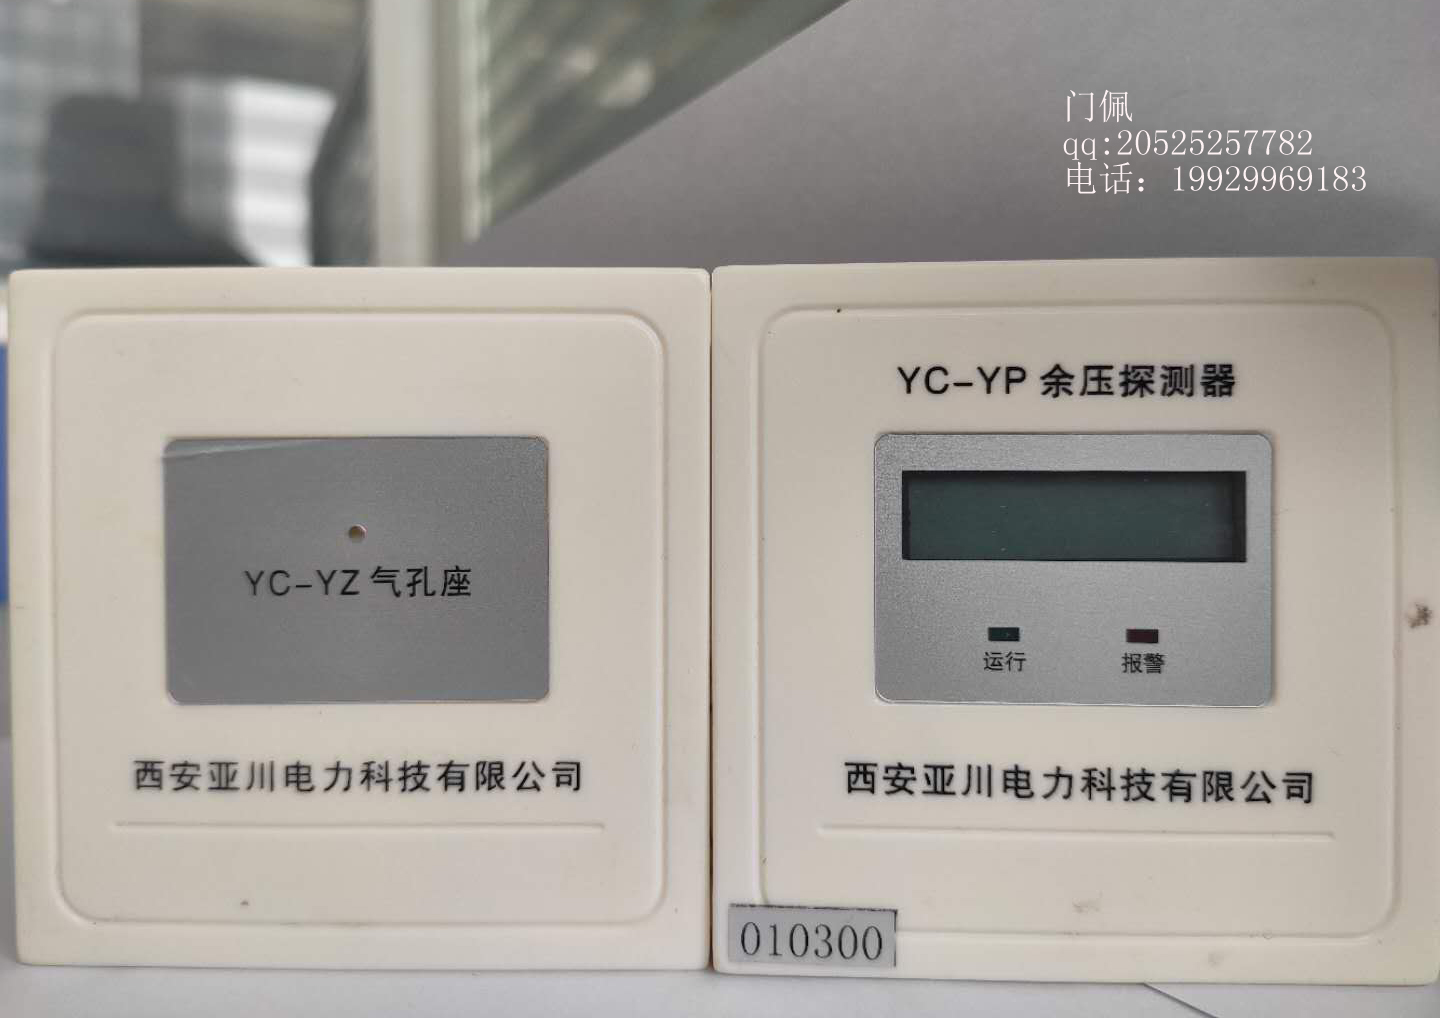 门佩
qq:20525257782
电话：19929969183
YC-YP 余压探测器
YC-YZ 气孔座
运行
报警
西安亚川电力科技有限公司
西安亚川电力科技有限公司
010300